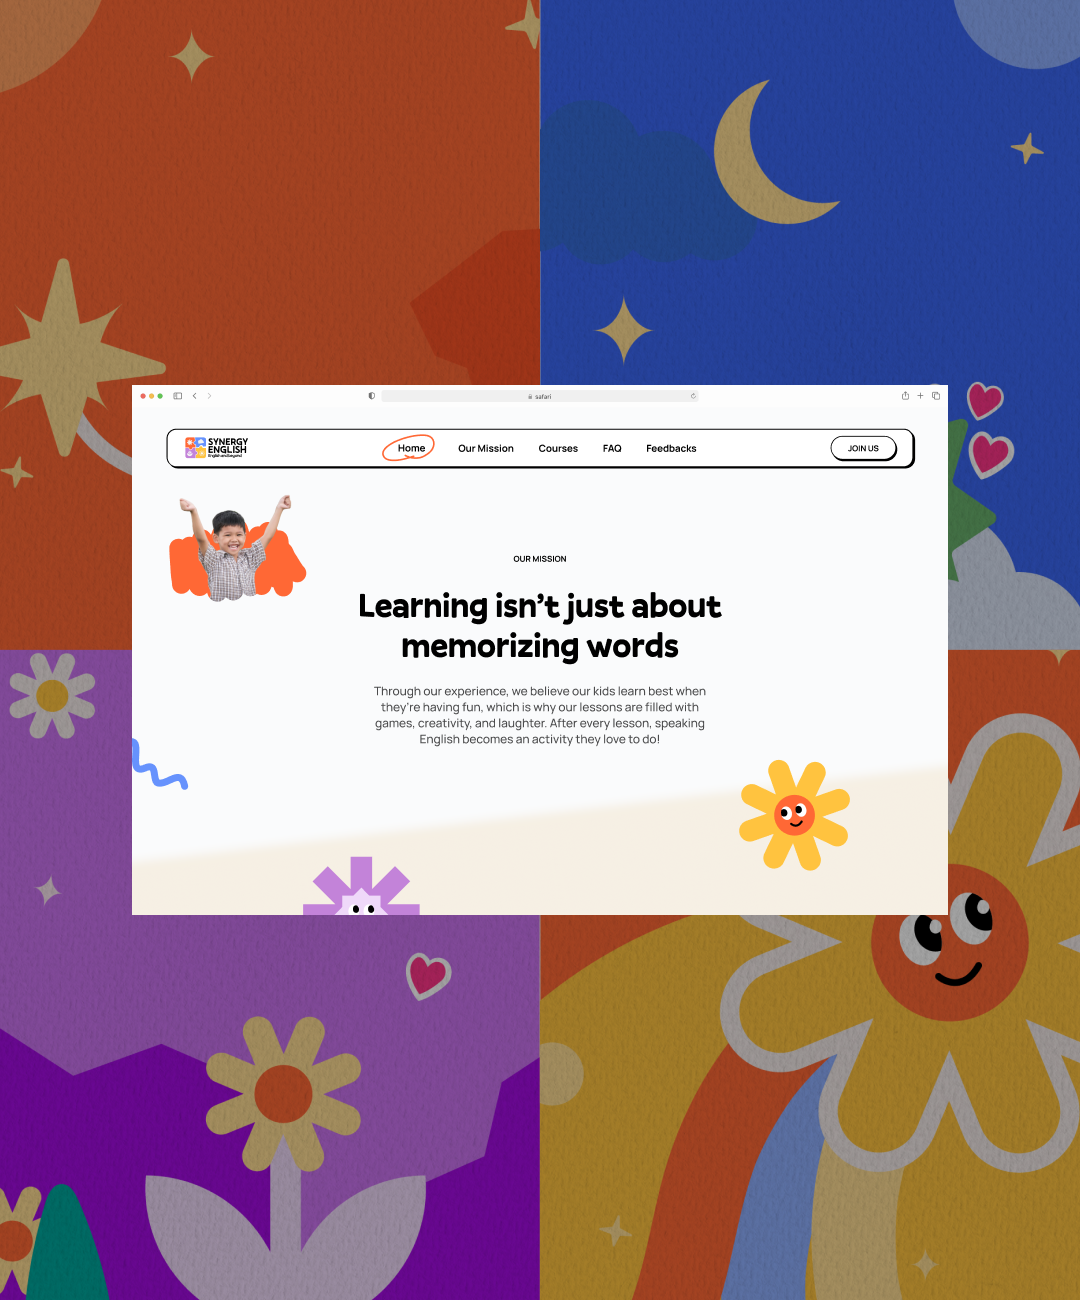 safari
SYNERGY
ENGLISH
English and beyond
Home
Our Mission
Courses
FAQ
Feedbacks
JOIN US
OUR MISSION
Learning isn’t just about
memorizing words
Through our experience, we believe our kids learn best when
they’re having fun, which is why our lessons are filled with
games, creativity, and laughter. After every lesson, speaking
English becomes an activity they love to do!